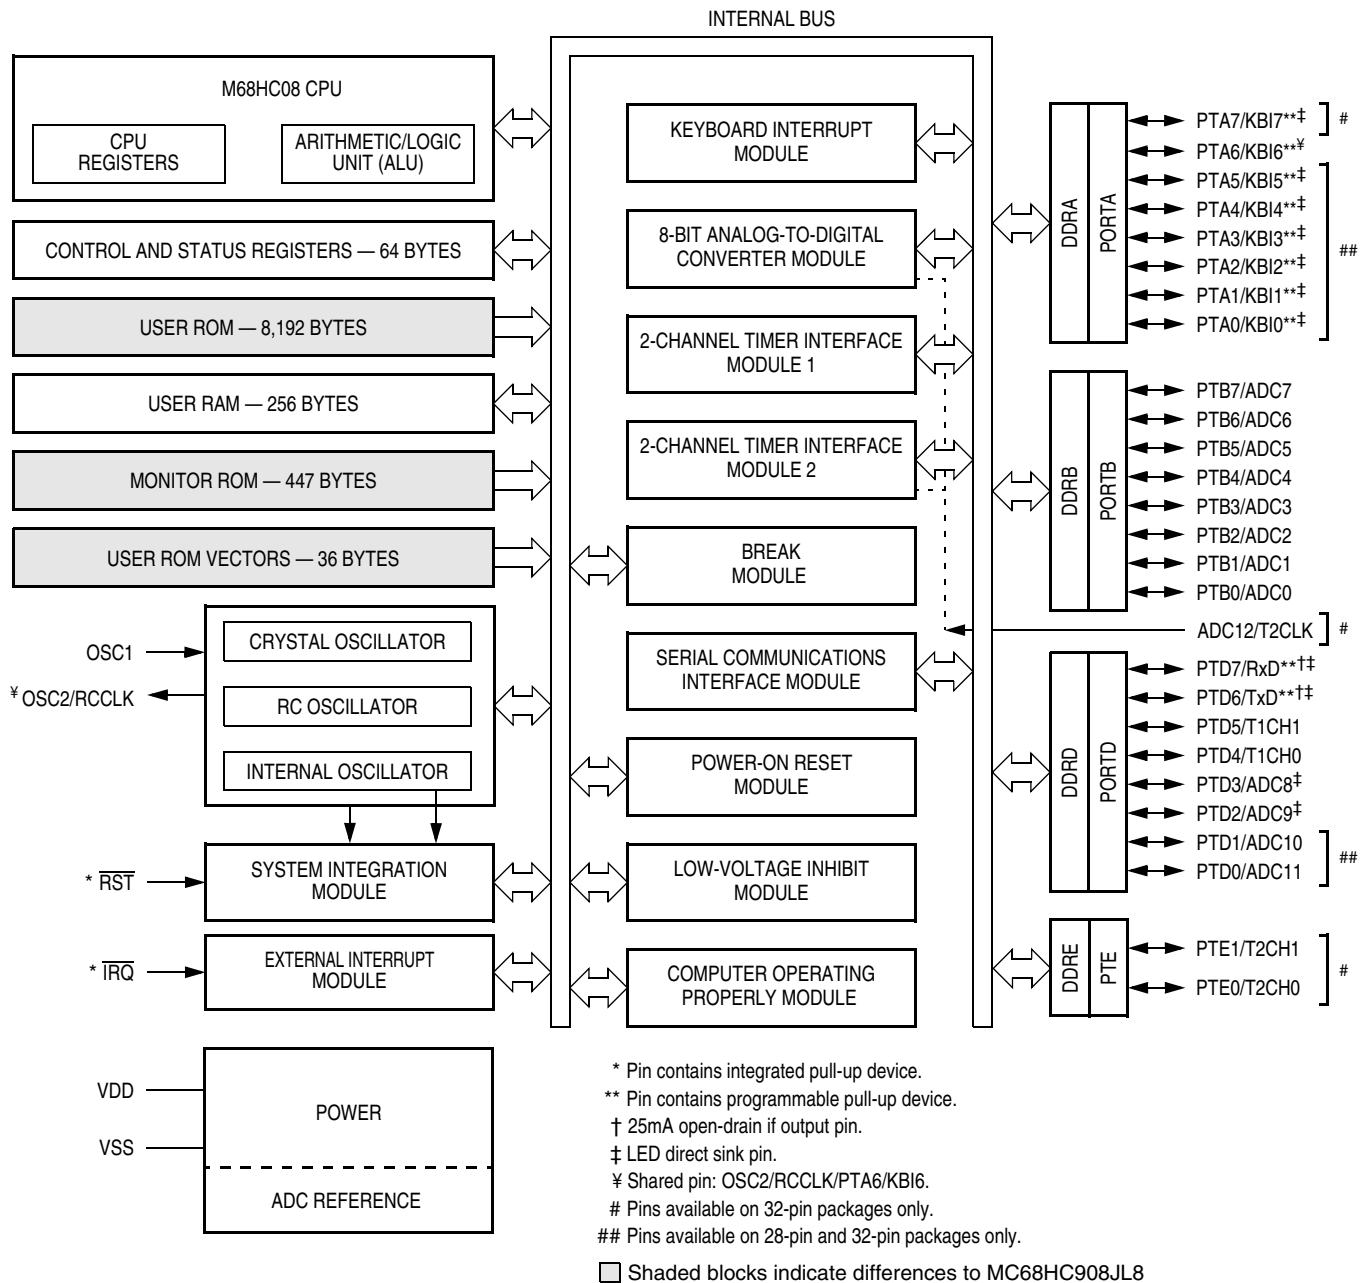 INTERNAL BUS
M68HC08 CPU
CPU
REGISTERS
ARITHMETIC/LOGIC
UNIT (ALU)
CONTROL AND STATUS REGISTERS — 64 BYTES
USER ROM — 8,192 BYTES
USER RAM — 256 BYTES
MONITOR ROM — 447 BYTES
USER ROM VECTORS — 36 BYTES
OSC1
¥ OSC2/RCCLK
CRYSTAL OSCILLATOR
RC OSCILLATOR
INTERNAL OSCILLATOR
* RST
SYSTEM INTEGRATION
MODULE
* IRQ
EXTERNAL INTERRUPT
MODULE
VDD
VSS
POWER
ADC REFERENCE
KEYBOARD INTERRUPT
MODULE
8-BIT ANALOG-TO-DIGITAL
CONVERTER MODULE
2-CHANNEL TIMER INTERFACE
MODULE 1
2-CHANNEL TIMER INTERFACE
MODULE 2
BREAK
MODULE
SERIAL COMMUNICATIONS
INTERFACE MODULE
POWER-ON RESET
MODULE
LOW-VOLTAGE INHIBIT
MODULE
COMPUTER OPERATING
PROPERLY MODULE
DDRA
PORTA
PTA7/KBI7**‡
#
PTA6/KBI6**¥
PTA5/KBI5**‡
PTA4/KBI4**‡
PTA3/KBI3**‡
PTA2/KBI2**‡
PTA1/KBI1**‡
PTA0/KBI0**‡
##
DDRB
PORTB
PTB7/ADC7
PTB6/ADC6
PTB5/ADC5
PTB4/ADC4
PTB3/ADC3
PTB2/ADC2
PTB1/ADC1
PTB0/ADC0
ADC12/T2CLK
#
DDRD
PORTD
PTD7/RxD**†‡
PTD6/TxD**†‡
PTD5/T1CH1
PTD4/T1CH0
PTD3/ADC8‡
PTD2/ADC9‡
PTD1/ADC10
PTD0/ADC11
##
DDRE
PTE
PTE1/T2CH1
PTE0/T2CH0
#
* Pin contains integrated pull-up device.
** Pin contains programmable pull-up device.
† 25mA open-drain if output pin.
‡ LED direct sink pin.
¥ Shared pin: OSC2/RCCLK/PTA6/KBI6.
# Pins available on 32-pin packages only.
## Pins available on 28-pin and 32-pin packages only.
Shaded blocks indicate differences to MC68HC908JL8